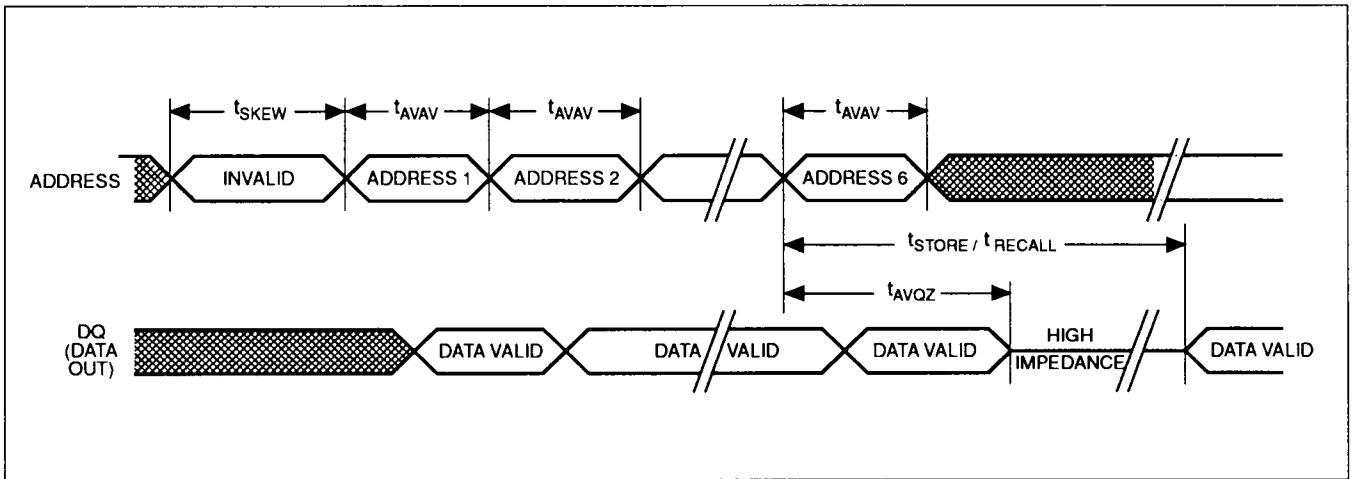 tSKEW tAVAV tAVAV tAVAV
ADDRESS INVALID ADDRESS 1 ADDRESS 2 ADDRESS 6
tSTORE / tRECALL
tAVQZ
DQ
(DATA
OUT)
DATA VALID DATA VALID DATA VALID HIGH
IMPEDANCE DATA VALID